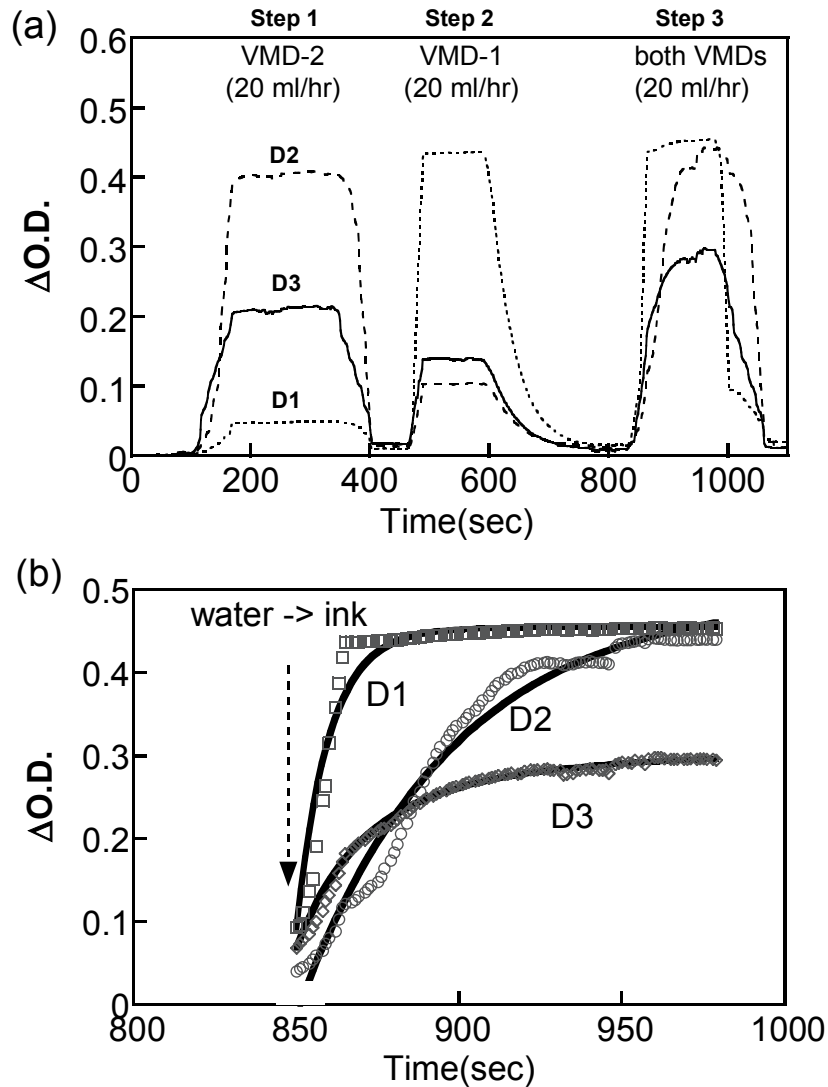 (a)
Step 1 Step 2 Step 3
VMD-2 VMD-1 both VMDs
(20 ml/hr) (20 ml/hr) (20 ml/hr)
0.6
0.5
0.4
0.3
0.2
0.1
0
ΔO.D.
D2
D3
D1
0 200 400 600 800 1000
Time(sec)
(b)
water -> ink
0.5
0.4
0.3
0.2
0.1
0
ΔO.D.
D1
D2
D3
800 850 900 950 1000
Time(sec)